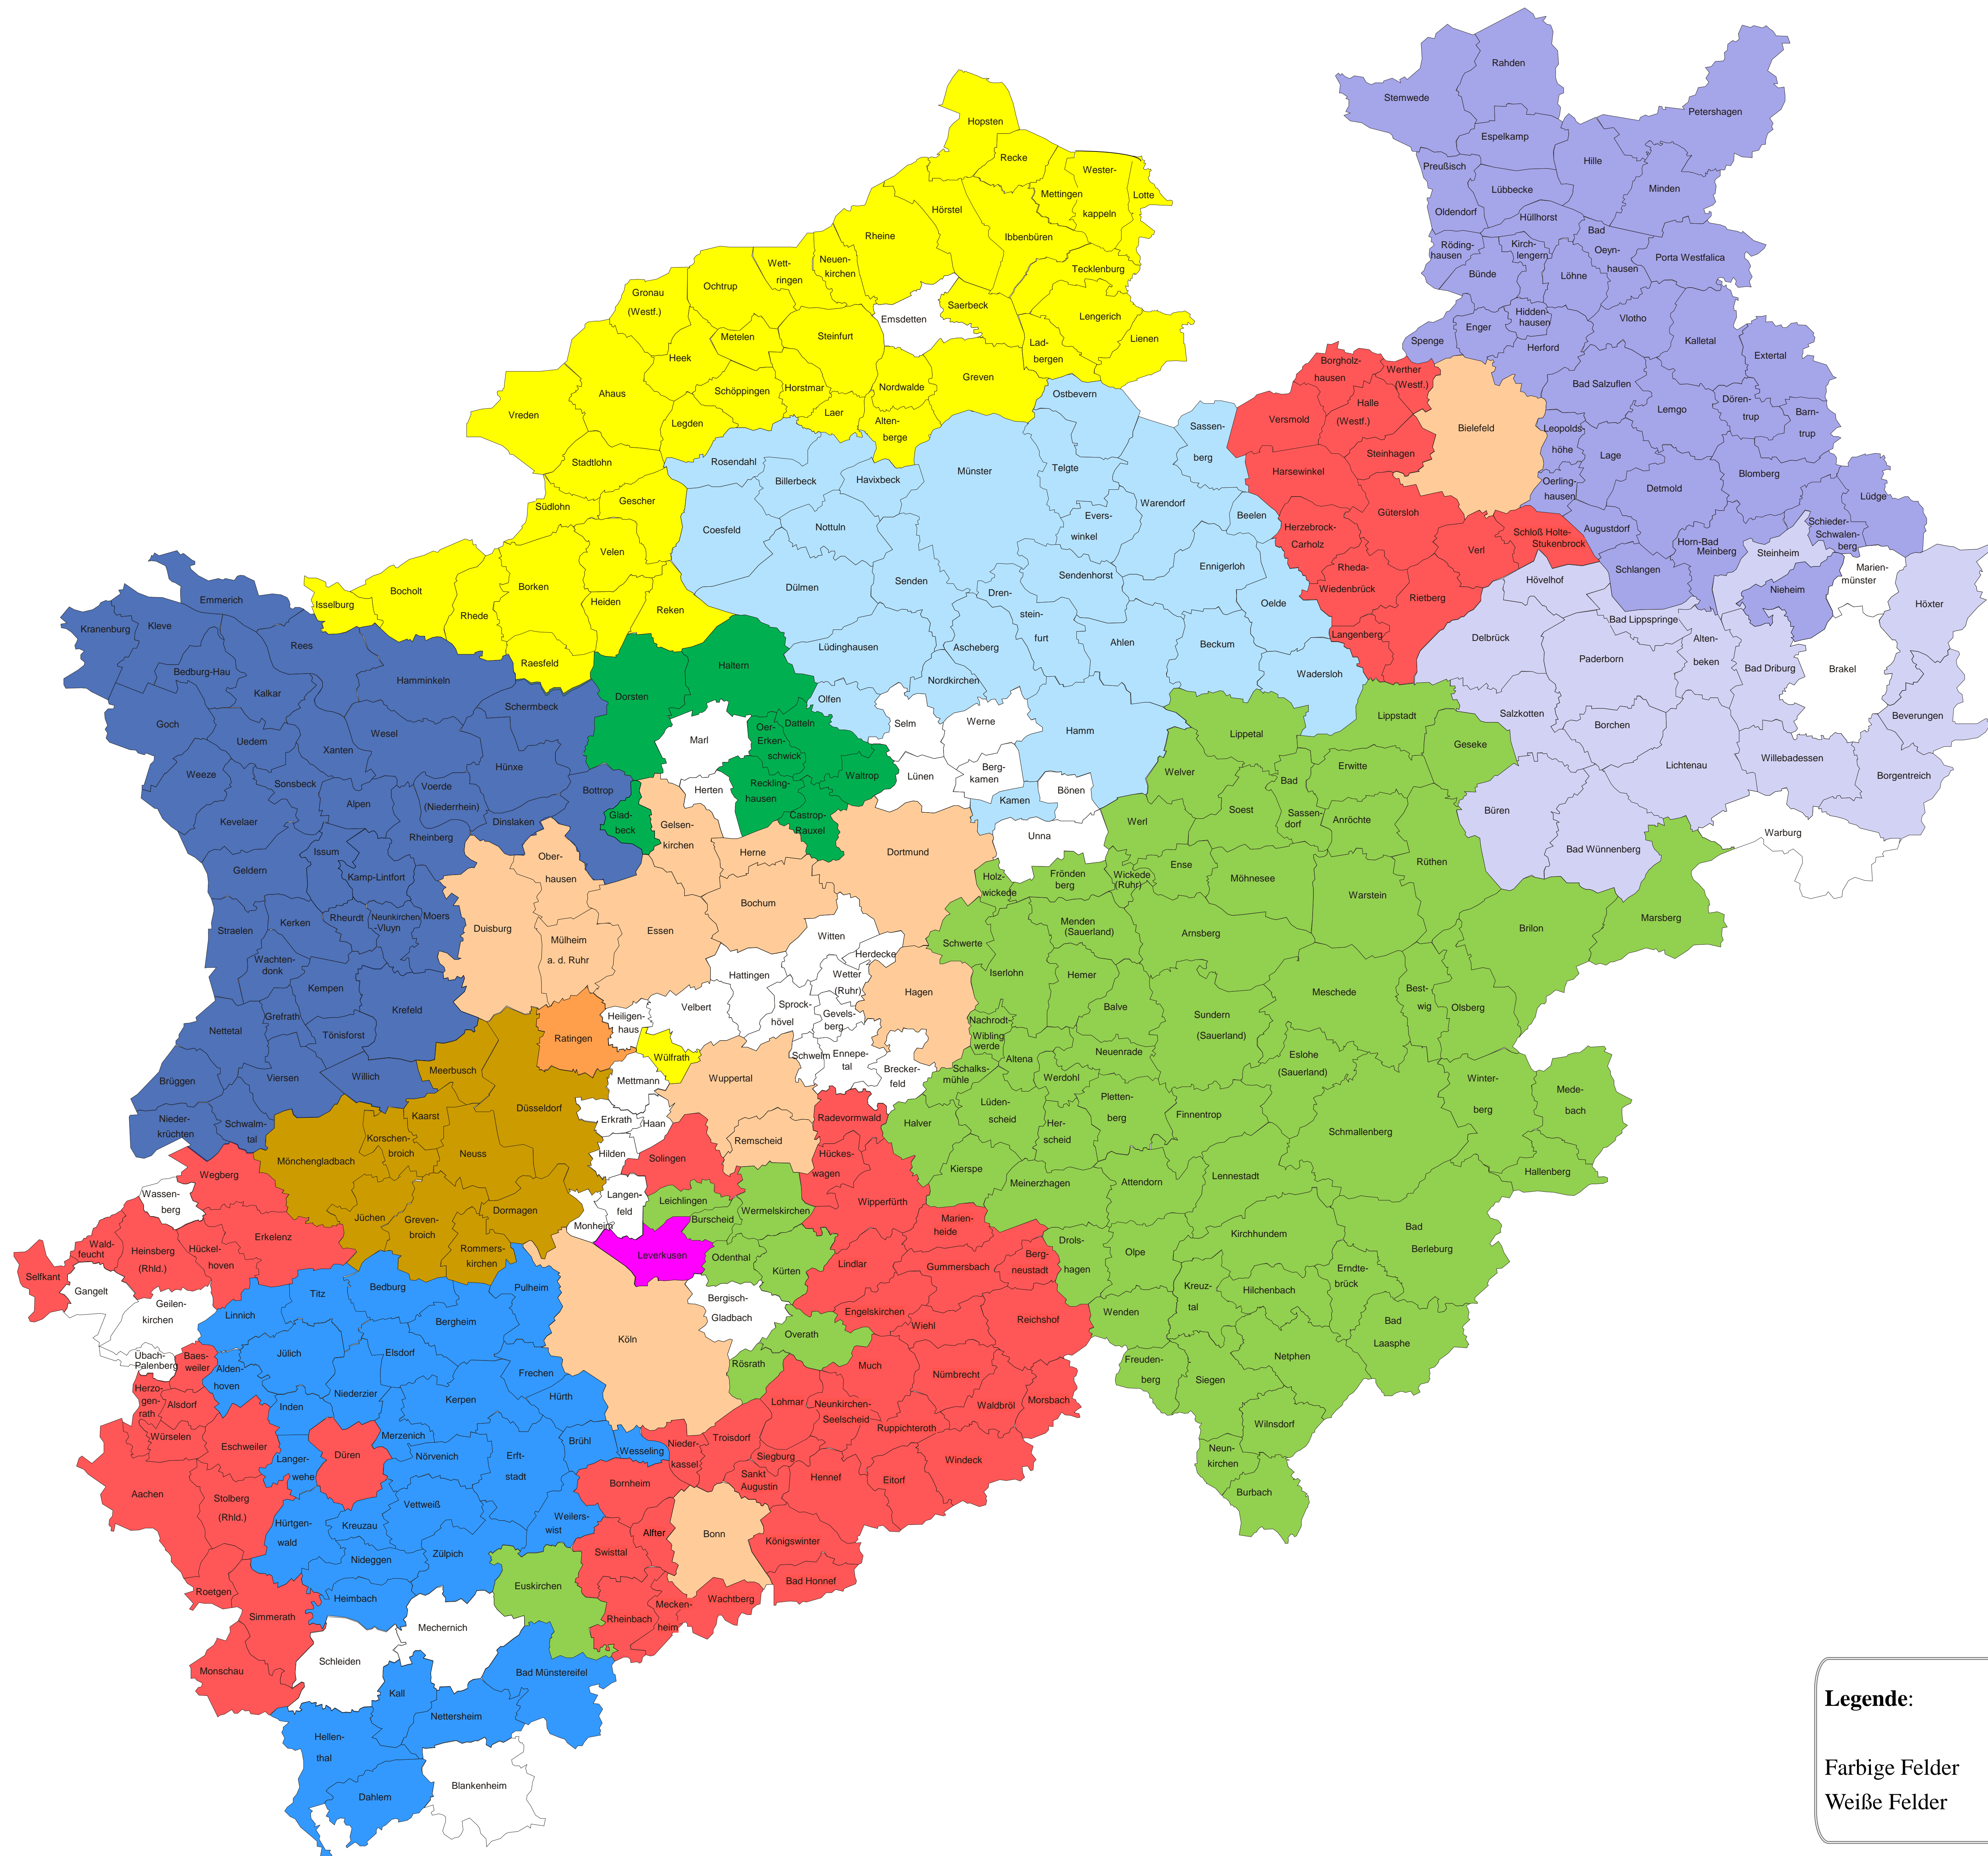 Rahden
Stemwede
Petershagen
Hopsten
Espelkamp
Recke
Hille
Wester-
kappeln
Preußisch
Oldendorf
Mettingen
Lotte
Lübbecke
Minden
Hörstel
Hüllhorst
Rheine
Ibbenbüren
Bad
Oeyn-
hausen
Röding-
hausen
Kirch-
lengern
Porta Westfalica
Wett-
ringen
Neuen-
kirchen
Tecklenburg
Bünde
Löhne
Ochtrup
Gronau
(Westf.)
Saerbeck
Emsdetten
Lengerich
Hidden-
hausen
Vlotho
Enger
Metelen
Steinfurt
Lad-
bergen
Lienen
Spenge
Herford
Kalletal
Extertal
Heek
Borgholz-
hausen
Werther
(Westf.)
Greven
Nordwalde
Schöppingen
Horstmar
Ahaus
Ostbevern
Bad Salzuflen
Halle
(Westf.)
Dören-
trup
Lemgo
Barn-
trup
Vreden
Laer
Legden
Alten-
berge
Versmold
Sassen-
berg
Bielefeld
Leopolds-
höhe
Steinhagen
Lage
Stadtlohn
Rosendahl
Münster
Telgte
Harsewinkel
Blomberg
Billerbeck
Havixbeck
Oerling-
hausen
Detmold
Lüdge
Gescher
Südlohn
Warendorf
Evers-
winkel
Beelen
Gütersloh
Coesfeld
Nottuln
Herzebrock-
Carholz
Schloß Holte-
Stukenbrock
Augustdorf
Schieder-
Schwalen-
berg
Horn-Bad
Meinberg
Velen
Verl
Steinheim
Ennigerloh
Rheda-
Wiedenbrück
Schlangen
Marien-
münster
Sendenhorst
Senden
Hövelhof
Nieheim
Borken
Dülmen
Bocholt
Dren-
stein-
furt
Rietberg
Oelde
Höxter
Emmerich
Isselburg
Heiden
Reken
Rhede
Bad Lippspringe
Kranenburg
Kleve
Langenberg
Delbrück
Alten-
beken
Rees
Lüdinghausen
Ascheberg
Ahlen
Beckum
Paderborn
Raesfeld
Haltern
Bad Driburg
Brakel
Bedburg-Hau
Hamminkeln
Nordkirchen
Wadersloh
Kalkar
Dorsten
Olfen
Schermbeck
Salzkotten
Lippstadt
Beverungen
Goch
Selm
Werne
Borchen
Oer-
Erken-
schwick
Datteln
Hamm
Lippetal
Wesel
Uedem
Marl
Geseke
Xanten
Willebadessen
Lichtenau
Hünxe
Weeze
Welver
Erwitte
Borgentreich
Berg-
kamen
Lünen
Waltrop
Sonsbeck
Voerde
(Niederrhein)
Bad
Sassen-
dorf
Reckling-
hausen
Herten
Bottrop
Bönen
Alpen
Kamen
Soest
Büren
Glad-
beck
Castrop-
Rauxel
Kevelaer
Dinslaken
Werl
Anröchte
Gelsen-
kirchen
Unna
Warburg
Rheinberg
Bad Wünnenberg
Issum
Herne
Dortmund
Ober-
hausen
Ense
Rüthen
Geldern
Holz-
wickede
Frönden
berg
Wickede
(Ruhr)
Möhnesee
Kamp-Lintfort
Warstein
Bochum
Rheurdt
Neunkirchen
-Vluyn
Moers
Marsberg
Kerken
Menden
(Sauerland)
Straelen
Duisburg
Essen
Brilon
Arnsberg
Witten
Mülheim
a. d. Ruhr
Schwerte
Herdecke
Wachten-
donk
Hattingen
Wetter
(Ruhr)
Iserlohn
Hemer
Kempen
Hagen
Meschede
Best-
wig
Sprock-
hövel
Velbert
Balve
Olsberg
Krefeld
Heiligen-
haus
Gevels-
berg
Sundern
(Sauerland)
Grefrath
Nachrodt-
Wibling
werde
Nettetal
Tönisforst
Ratingen
Wülfrath
Schwelm
Ennepe-
tal
Neuenrade
Altena
Eslohe
(Sauerland)
Meerbusch
Brecker-
feld
Schalks-
mühle
Werdohl
Brüggen
Viersen
Willich
Mettmann
Wuppertal
Winter-
berg
Mede-
bach
Düsseldorf
Kaarst
Lüden-
scheid
Pletten-
berg
Finnentrop
Nieder-
krüchten
Schwalm-
tal
Erkrath
Haan
Radevormwald
Halver
Her-
scheid
Schmallenberg
Korschen-
broich
Remscheid
Mönchengladbach
Neuss
Hilden
Solingen
Hückes-
wagen
Kierspe
Wegberg
Hallenberg
Lennestadt
Meinerzhagen
Attendorn
Wassen-
berg
Langen-
feld
Leichlingen
Wipperfürth
Wermelskirchen
Dormagen
Jüchen
Greven-
broich
Burscheid
Marien-
heide
Monheim
Bad
Berleburg
Erkelenz
Kirchhundem
Wald-
feucht
Heinsberg
(Rhld.)
Hückel-
hoven
Rommers-
kirchen
Leverkusen
Odenthal
Drols-
hagen
Olpe
Berg-
neustadt
Lindlar
Gummersbach
Kürten
Erndte-
brück
Selfkant
Gangelt
Bedburg
Pulheim
Titz
Kreuz-
tal
Hilchenbach
Bergisch-
Gladbach
Geilen-
kirchen
Linnich
Engelskirchen
Wenden
Bergheim
Wiehl
Reichshof
Bad
Laasphe
Köln
Overath
Elsdorf
Jülich
Übach-
Palenberg
Baes-
weiler
Netphen
Freuden-
berg
Rösrath
Much
Alden-
hoven
Frechen
Nümbrecht
Siegen
Herzo-
gen-
rath
Niederzier
Hürth
Kerpen
Lohmar
Neunkirchen-
Seelscheid
Waldbröl
Morsbach
Alsdorf
Inden
Wilnsdorf
Ruppichteroth
Würselen
Merzenich
Troisdorf
Eschweiler
Brühl
Wesseling
Nieder-
kassel
Neun-
kirchen
Düren
Nörvenich
Erft-
stadt
Siegburg
Langer-
wehe
Windeck
Sankt
Augustin
Hennef
Eitorf
Bornheim
Aachen
Stolberg
(Rhld.)
Burbach
Vettweiß
Weilers-
wist
Hürtgen-
wald
Kreuzau
Alfter
Bonn
Königswinter
Swisttal
Zülpich
Nideggen
Bad Honnef
Euskirchen
Roetgen
Heimbach
Wachtberg
Mecken-
heim
Simmerath
Rheinbach
Mechernich
Schleiden
Monschau
Bad Münstereifel
Kall
Nettersheim
Hellen-
thal
Blankenheim
Dahlem
Legende:
Farbige Felder
Weiße Felder